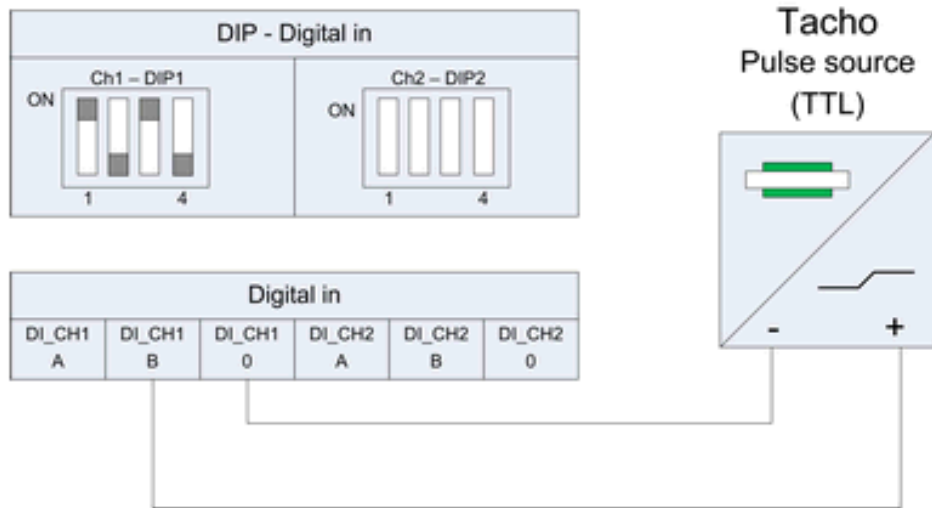 DIP - Digital in
Ch1 – DIP1
ON
1 4
Ch2 – DIP2
ON
1 4
Tacho
Pulse source
(TTL)
- +
Digital in
DI_CH1 DI_CH1 DI_CH1 DI_CH2 DI_CH2 DI_CH2
A B 0 A B 0